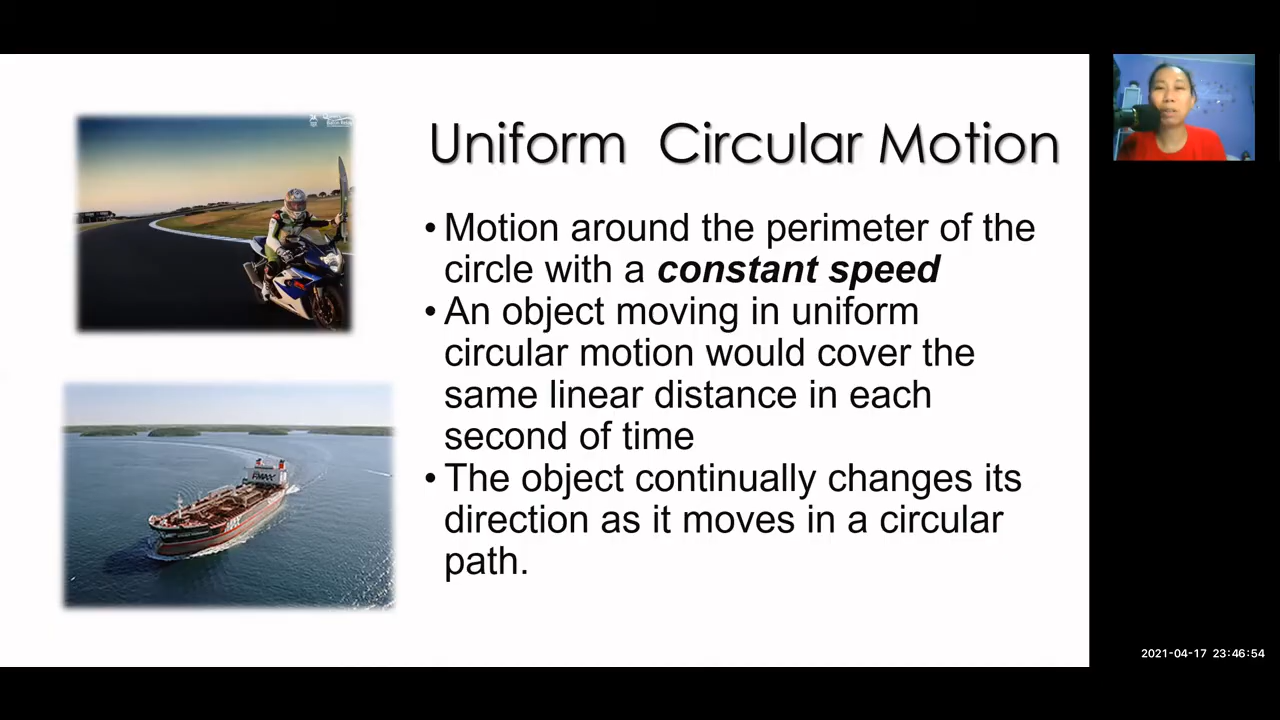 Uniform Circular Motion
• Motion around the perimeter of the
circle with a constant speed
• An object moving in uniform
circular motion would cover the
same linear distance in each
second of time
• The object continually changes its
direction as it moves in a circular
path.
2021-04-17 23:46:54